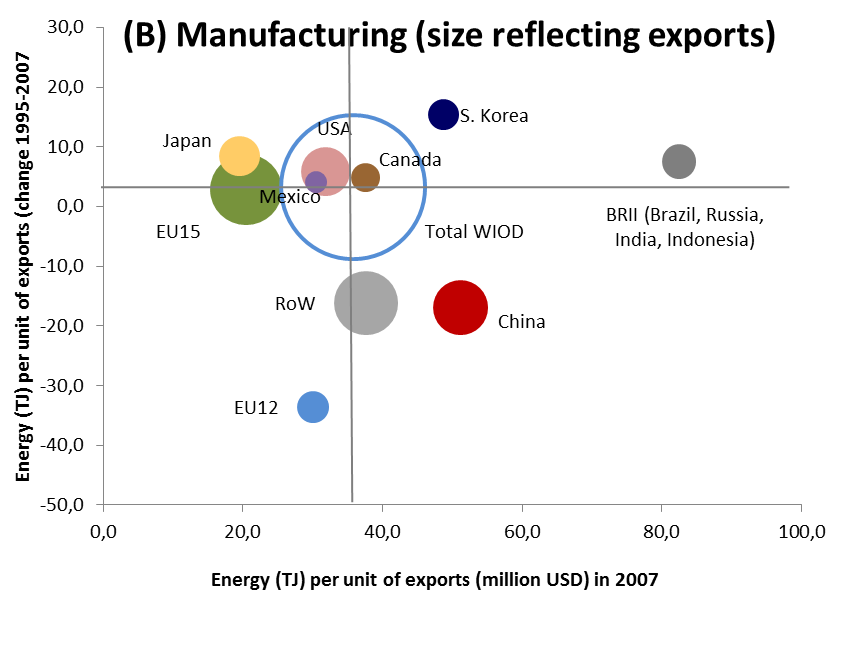 (B) Manufacturing (size reflecting exports)
Energy (TJ) per unit of exports (change 1995-2007
30,0
20,0
10,0
0,0
-10,0
-20,0
-30,0
-40,0
-50,0
USA
S. Korea
Japan
Canada
Mexico
EU15
Total WIOD
BRII (Brazil, Russia,
India, Indonesia)
RoW
China
EU12
0,0
20,0
40,0
60,0
80,0
100,0
Energy (TJ) per unit of exports (million USD) in 2007